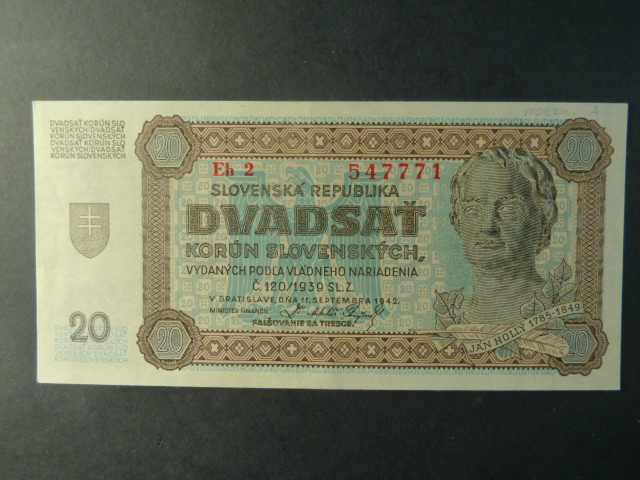 DVADSAŤ KORÚN SLO
VENSKÝCH DVADSAŤ
KORÚN SLOVENSKÝCH
DVADSAŤ KORÚN SLO
VENSKÝCH DVADSAŤ
KORÚN SLOVENSKÝCH
20
20
Eh 2 547771
SLOVENSKÁ REPUBLIKA
DVADSAŤ
KORÚN SLOVENSKÝCH,
VYDANÝCH PODĽA VLÁDNEHO NARIADENIA
Č. 120/1939 SL. Z.
V BRATISLAVE, DŇA 11. SEPTEMBRA 1942.
MINISTER FINANCIÍ:
FALŠOVANIE SA TRESCE.
JÁN HOLLÝ 1785-1849
20
20
20